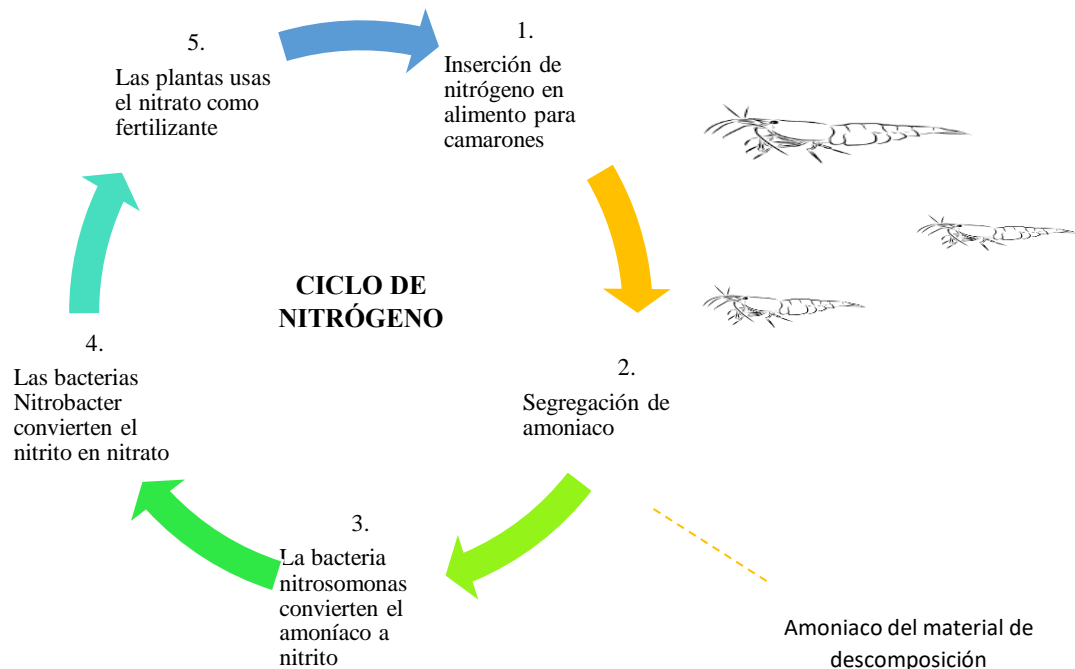 CICLO DE
NITRÓGENO
1.
Inserción de
nitrógeno en
alimento para
camarones
2.
Segregación de
amoniaco
Amoniaco del material de
descomposición
3.
La bacteria
nitrosomonas
convierten el
amoníaco a
nitrito
4.
Las bacterias
Nitrobacter
convierten el
nitrito en nitrato
5.
Las plantas usas
el nitrato como
fertilizante